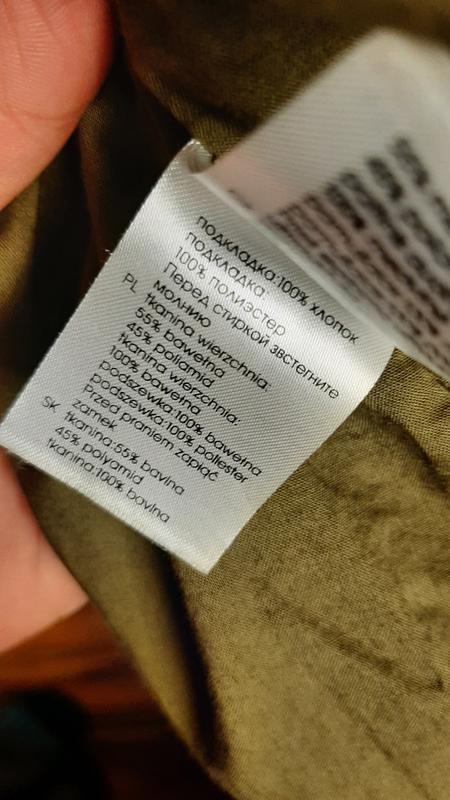 подкладка:100% хлопок
подкладка:
100% полиэстер
Перед стиркой звстегните
молнию
PL tkanina wierzchnia:
55% bawełna
45% poliamid
tkanina wierzchnia:
100% bawełna
podszewka:100% bawełna
podszewka:100% poliester
Przed praniem zapiąć
zamek
SK tkanina:55% bavlna
45% polyamid
tkanina:100% bavlna